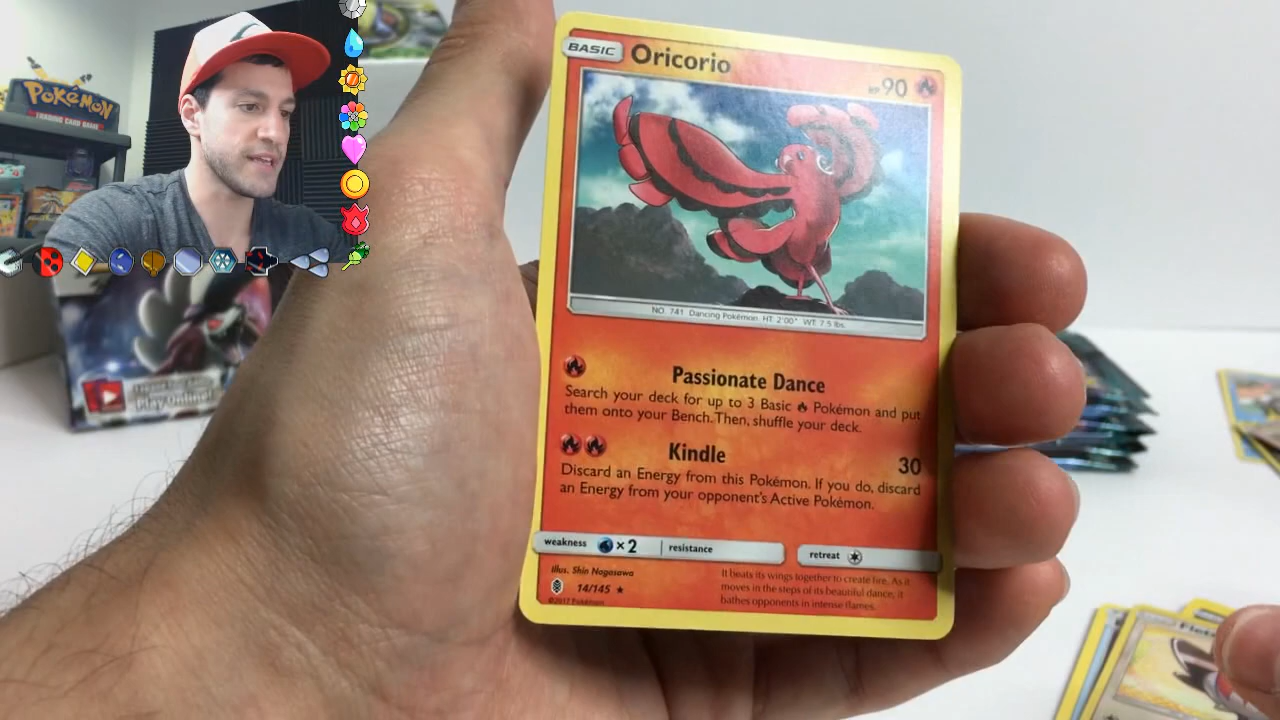 POKÉMON
TRADING CARD GAME
Play Online!
BASIC Oricorio HP 90
NO. 741 Dancing Pokémon HT: 2'00" WT: 7.5 lbs.
Passionate Dance
Search your deck for up to 3 Basic Pokémon and put
them onto your Bench. Then, shuffle your deck.
Kindle 30
Discard an Energy from this Pokémon. If you do, discard
an Energy from your opponent's Active Pokémon.
weakness ×2 resistance retreat
Illus. Shin Nagasawa
14/145 ★
©2017 Pokémon
It beats its wings together to create fire. As it
moves in the steps of its beautiful dance, it
bathes opponents in intense flames.